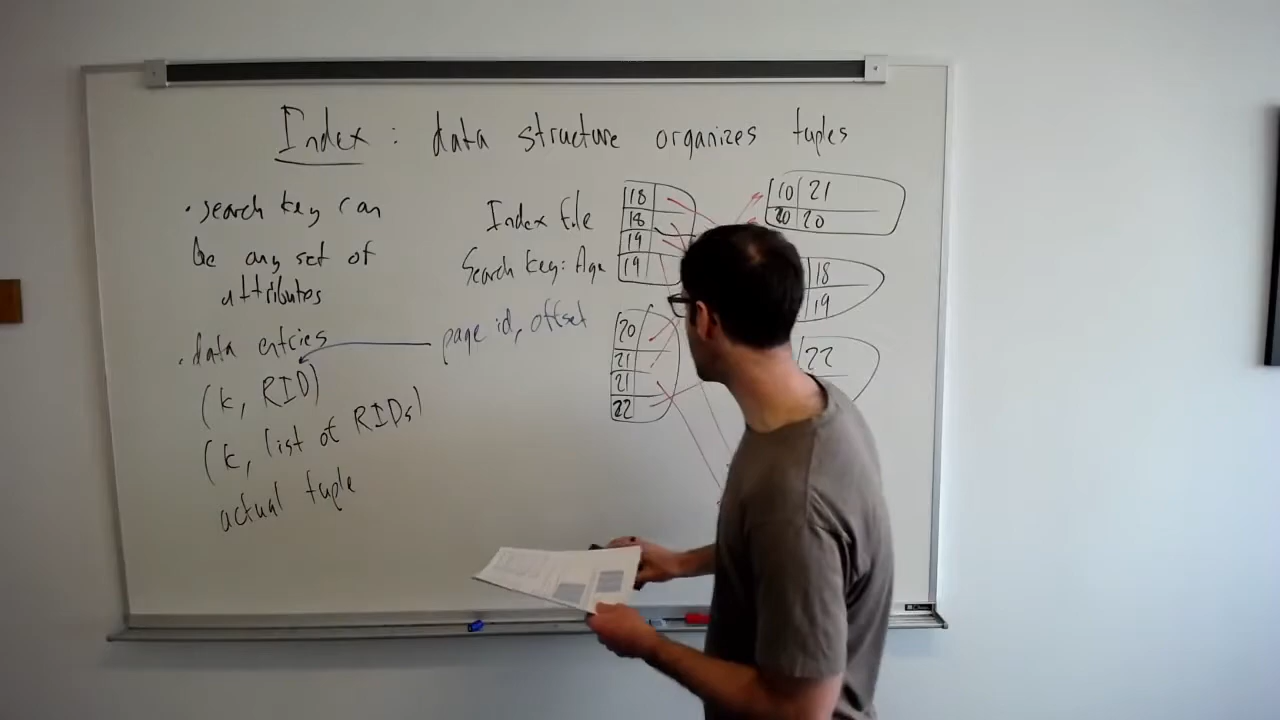 Index: data structure organizes tuples
· search key can
be any set of
attributes
· data entries
(k, RID)
(k, list of RIDs)
actual tuple
Index file
Search key: Age
page id, offset
18
18
19
19
20
21
21
22
10 21
20 20
18
19
22